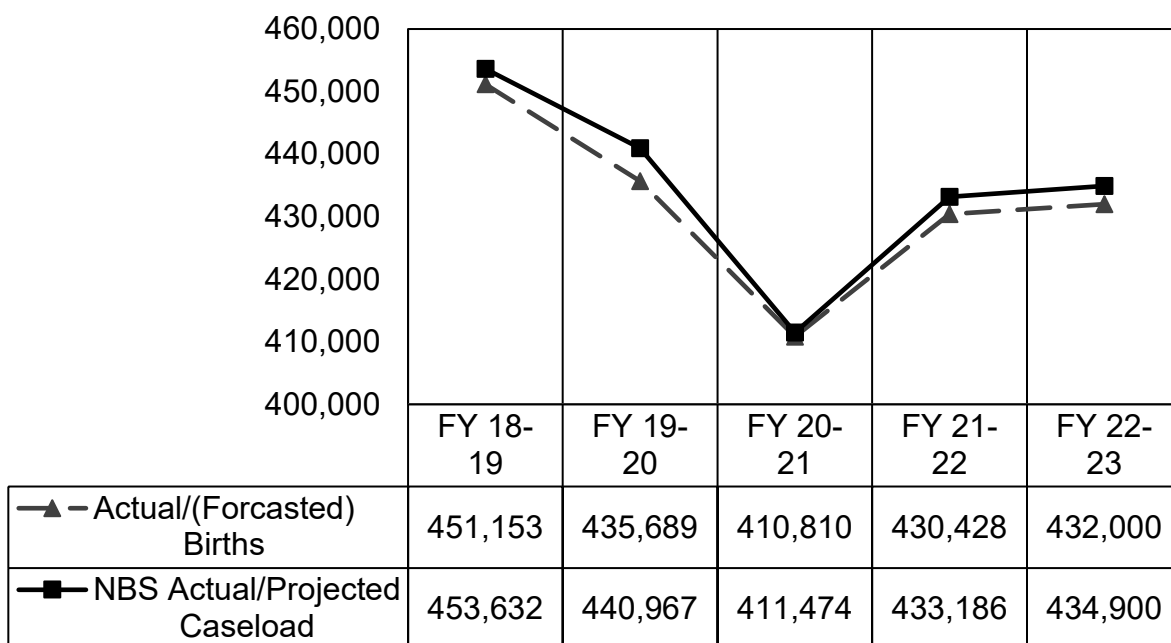 460,000
450,000
440,000
430,000
420,000
410,000
400,000
FY 18-
19
FY 19-
20
FY 20-
21
FY 21-
22
FY 22-
23
Actual/(Forcasted)
Births
451,153 435,689 410,810 430,428 432,000
NBS Actual/Projected
Caseload
453,632 440,967 411,474 433,186 434,900